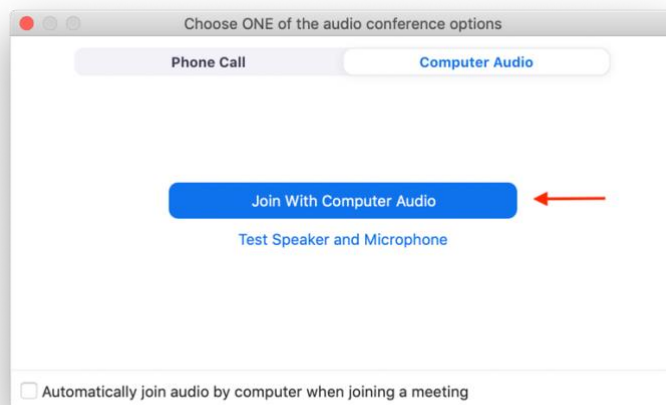 Choose ONE of the audio conference options
Phone Call Computer Audio
Join With Computer Audio
Test Speaker and Microphone
Automatically join audio by computer when joining a meeting